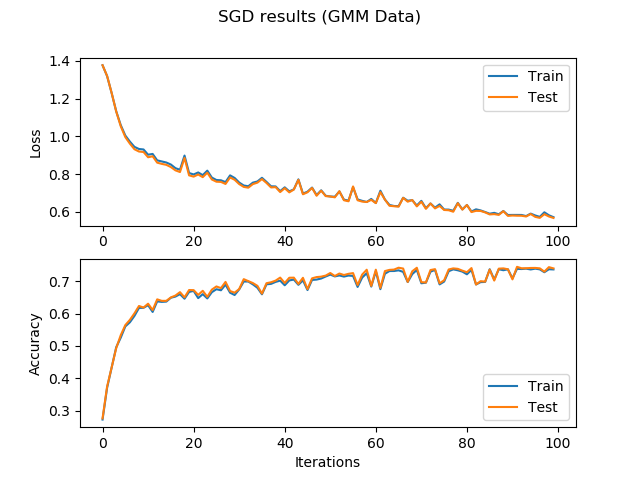 SGD results (GMM Data)
1.4
1.2
1.0
0.8
0.6
Loss
Train
Test
0 20 40 60 80 100
0.7
0.6
0.5
0.4
0.3
Accuracy
Train
Test
0 20 40 60 80 100
Iterations